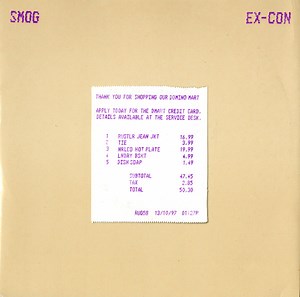 SMOG
EX-CON
THANK YOU FOR SHOPPING OUR DOMINO MART
APPLY TODAY FOR THE DMART CREDIT CARD.
DETAILS AVAILABLE AT THE SERVICE DESK.
1 RUSTLR JEAN JKT 16.99
2 TIE 3.99
3 NKLED HOT PLATE 19.99
4 LNDRY BSKT 4.99
5 DISH SOAP 1.49
SUBTOTAL 47.45
TAX 2.85
TOTAL 50.30